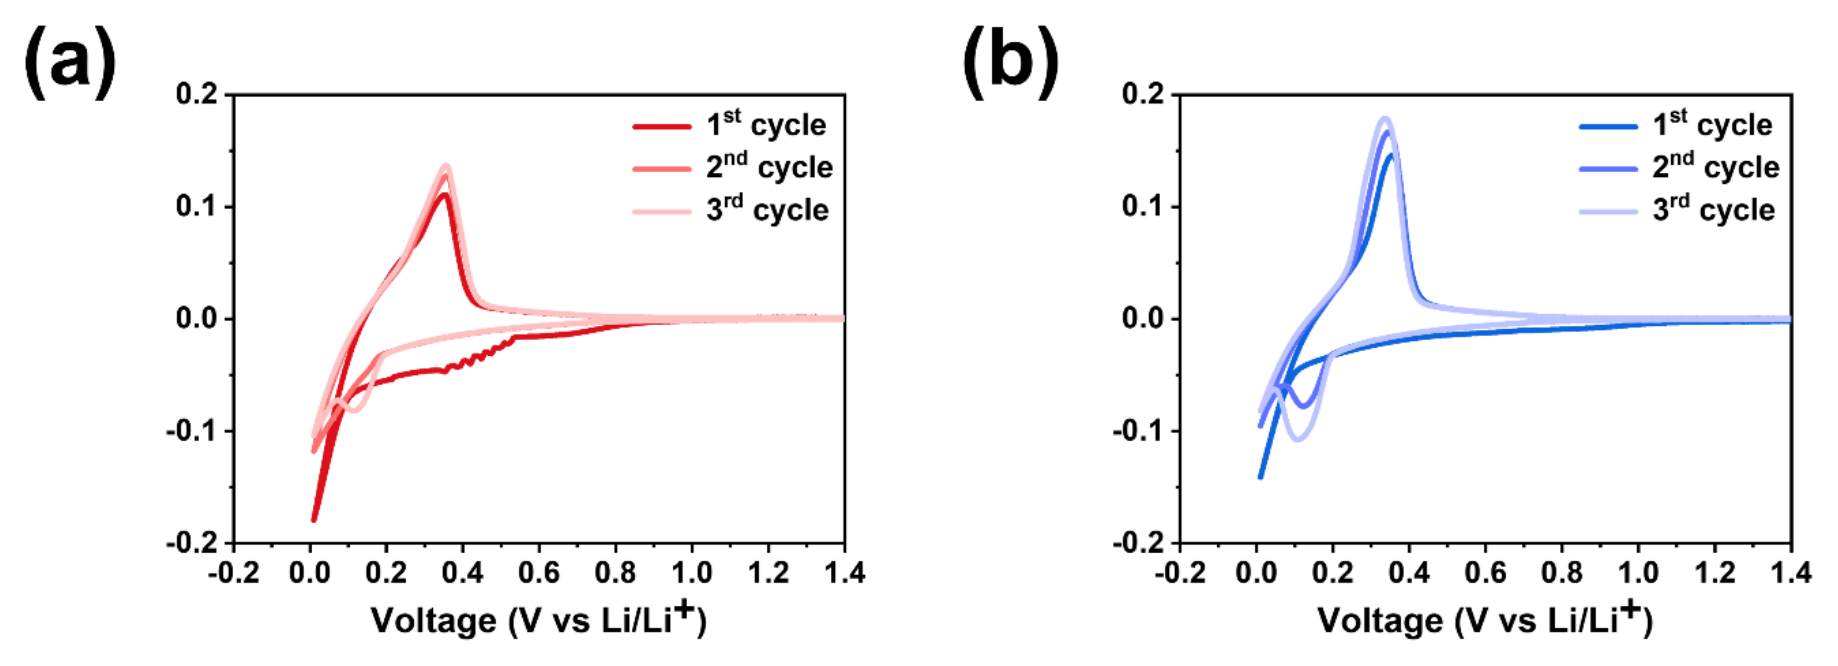 (a)
0.2
0.1
0.0
-0.1
-0.2
1st cycle
2nd cycle
3rd cycle
-0.2 0.0 0.2 0.4 0.6 0.8 1.0 1.2 1.4
Voltage (V vs Li/Li+)
(b)
0.2
0.1
0.0
-0.1
-0.2
1st cycle
2nd cycle
3rd cycle
-0.2 0.0 0.2 0.4 0.6 0.8 1.0 1.2 1.4
Voltage (V vs Li/Li+)